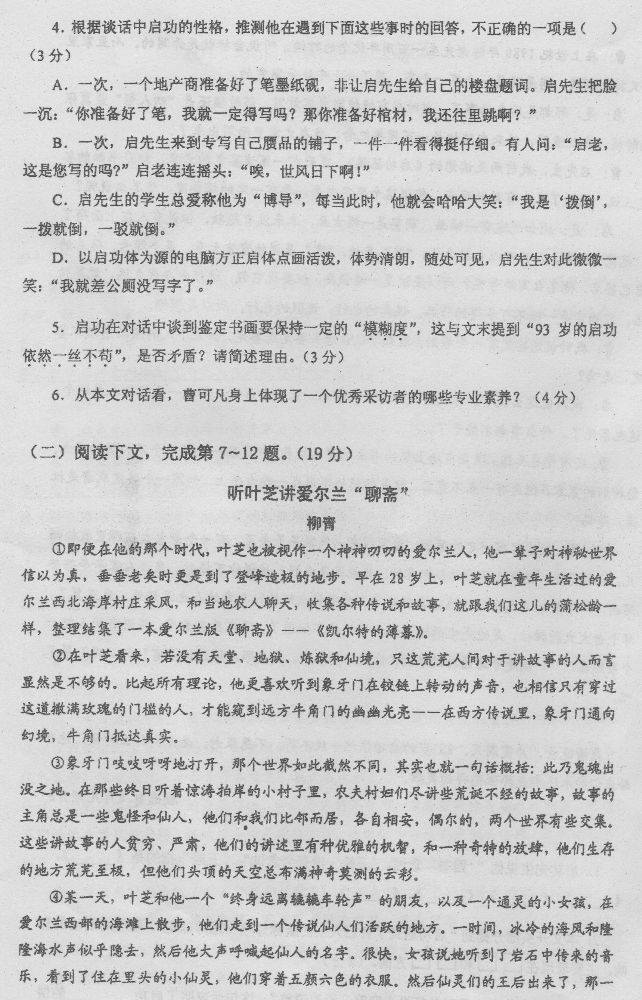 4. 根据谈话中启功的性格，推测他在遇到下面这些事时的回答，不正确的一项是（　　）
（3 分）
A. 一次，一个地产商准备好了笔墨纸砚，非让启先生给自己的楼盘题词。启先生把脸
一沉：“你准备好了笔，我就一定得写吗？那你准备好棺材，我还往里跳啊？”
B. 一次，启先生来到专写自己赝品的铺子，一件一件看得挺仔细。有人问：“启老，
这是您写的吗?”启老连连摇头：“唉，世风日下啊！”
C. 启先生的学生总爱称他为“博导”，每当此时，他就会哈哈大笑：“我是‘拨倒’，
一拨就倒，一驳就倒。”
D. 以启功体为源的电脑方正启体点画活泼，体势清朗，随处可见，启先生对此微微一
笑：“我就差公厕没写字了。”
5. 启功在对话中谈到鉴定书画要保持一定的“模糊度”，这与文末提到“93 岁的启功
依然一丝不苟”，是否矛盾？请简述理由。（3 分）
6. 从本文对话看，曹可凡身上体现了一个优秀采访者的哪些专业素养？（4 分）
（二）阅读下文，完成第 7~12 题。（19 分）
听叶芝讲爱尔兰“聊斋”
柳青
①即便在他的那个时代，叶芝也被视作一个神神叨叨的爱尔兰人，他一辈子对神秘世界
信以为真，垂垂老矣时更是到了登峰造极的地步。早在 28 岁上，叶芝就在童年生活过的爱
尔兰西北海岸村庄采风，和当地农人聊天，收集各种传说和故事，就跟我们这儿的蒲松龄一
样，整理结集了一本爱尔兰版《聊斋》——《凯尔特的薄暮》。
②在叶芝看来，若没有天堂、地狱、炼狱和仙境，只这荒芜人间对于讲故事的人而言
显然是不够的。比起所有理论，他更喜欢听到象牙门在铰链上转动的声音，也相信只有穿过
这道撒满玫瑰的门槛的人，才能窥到远方牛角门的幽幽光亮——在西方传说里，象牙门通向
幻境，牛角门抵达真实。
③象牙门吱吱呀呀地打开，那个世界如此截然不同，其实也就一句话概括：此乃鬼魂出
没之地。在那些终日听着惊涛拍岸的小村子里，农夫村妇们尽讲些荒诞不经的故事，故事的
主角总是一些鬼怪和仙人，他们和我们比邻而居，各自相安，偶尔的，两个世界有些交集。
这些讲故事的人贫穷、严肃，他们的讲述里有种优雅的机智，和一种奇特的放肆，他们生存
的地方荒芜至极，但他们头顶的天空总布满神奇莫测的云彩。
④某一天，叶芝和他一个“终身远离辘辘车轮声”的朋友，以及一个通灵的小女孩，在
爱尔兰西部的海滩上散步，他们走到一个传说仙人们活跃的地方。一时间，冰冷的海风和隆
隆海水声似乎隐去，然后他大声呼喊起仙人的名字。很快，女孩说她听到了岩石中传来的音
乐，看到了住在里头的小仙灵，他们穿着五颜六色的衣服。然后仙灵们的王后出来了，那一